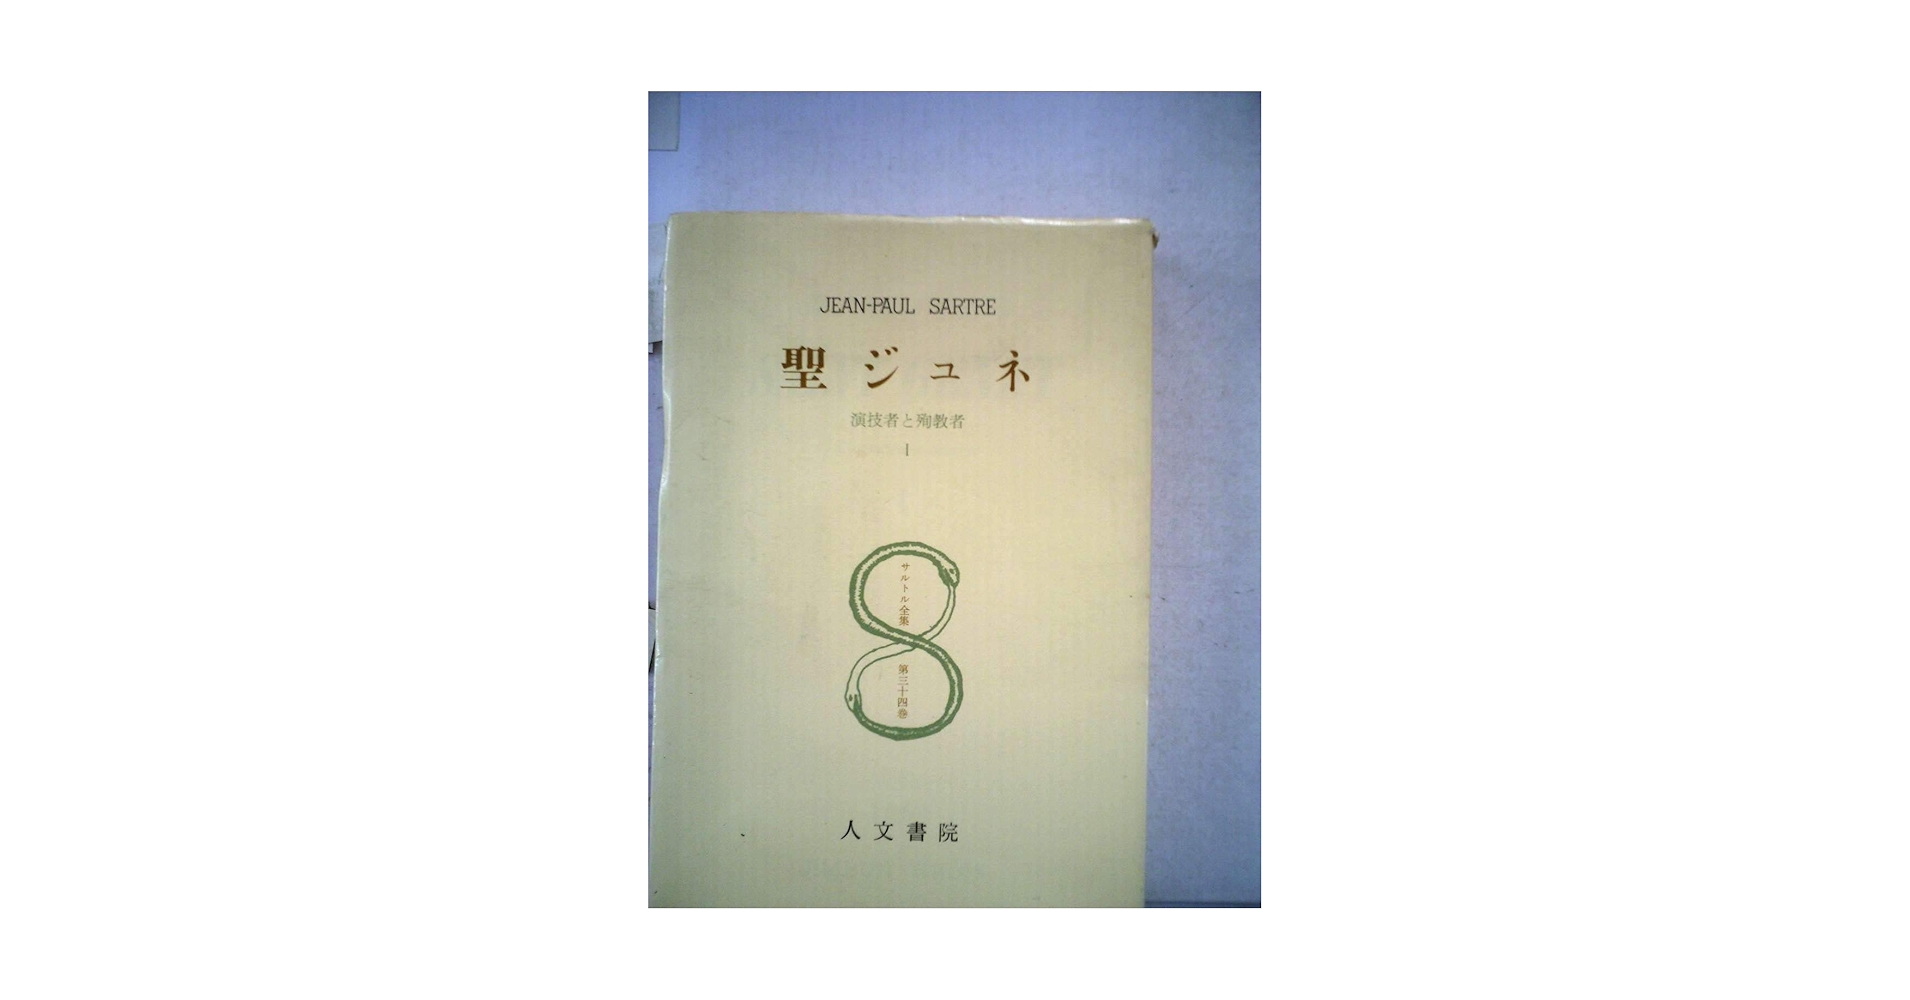 JEAN-PAUL SARTRE
聖ジュネ
演技者と殉教者
I
サルトル全集
第三十四巻
人文書院